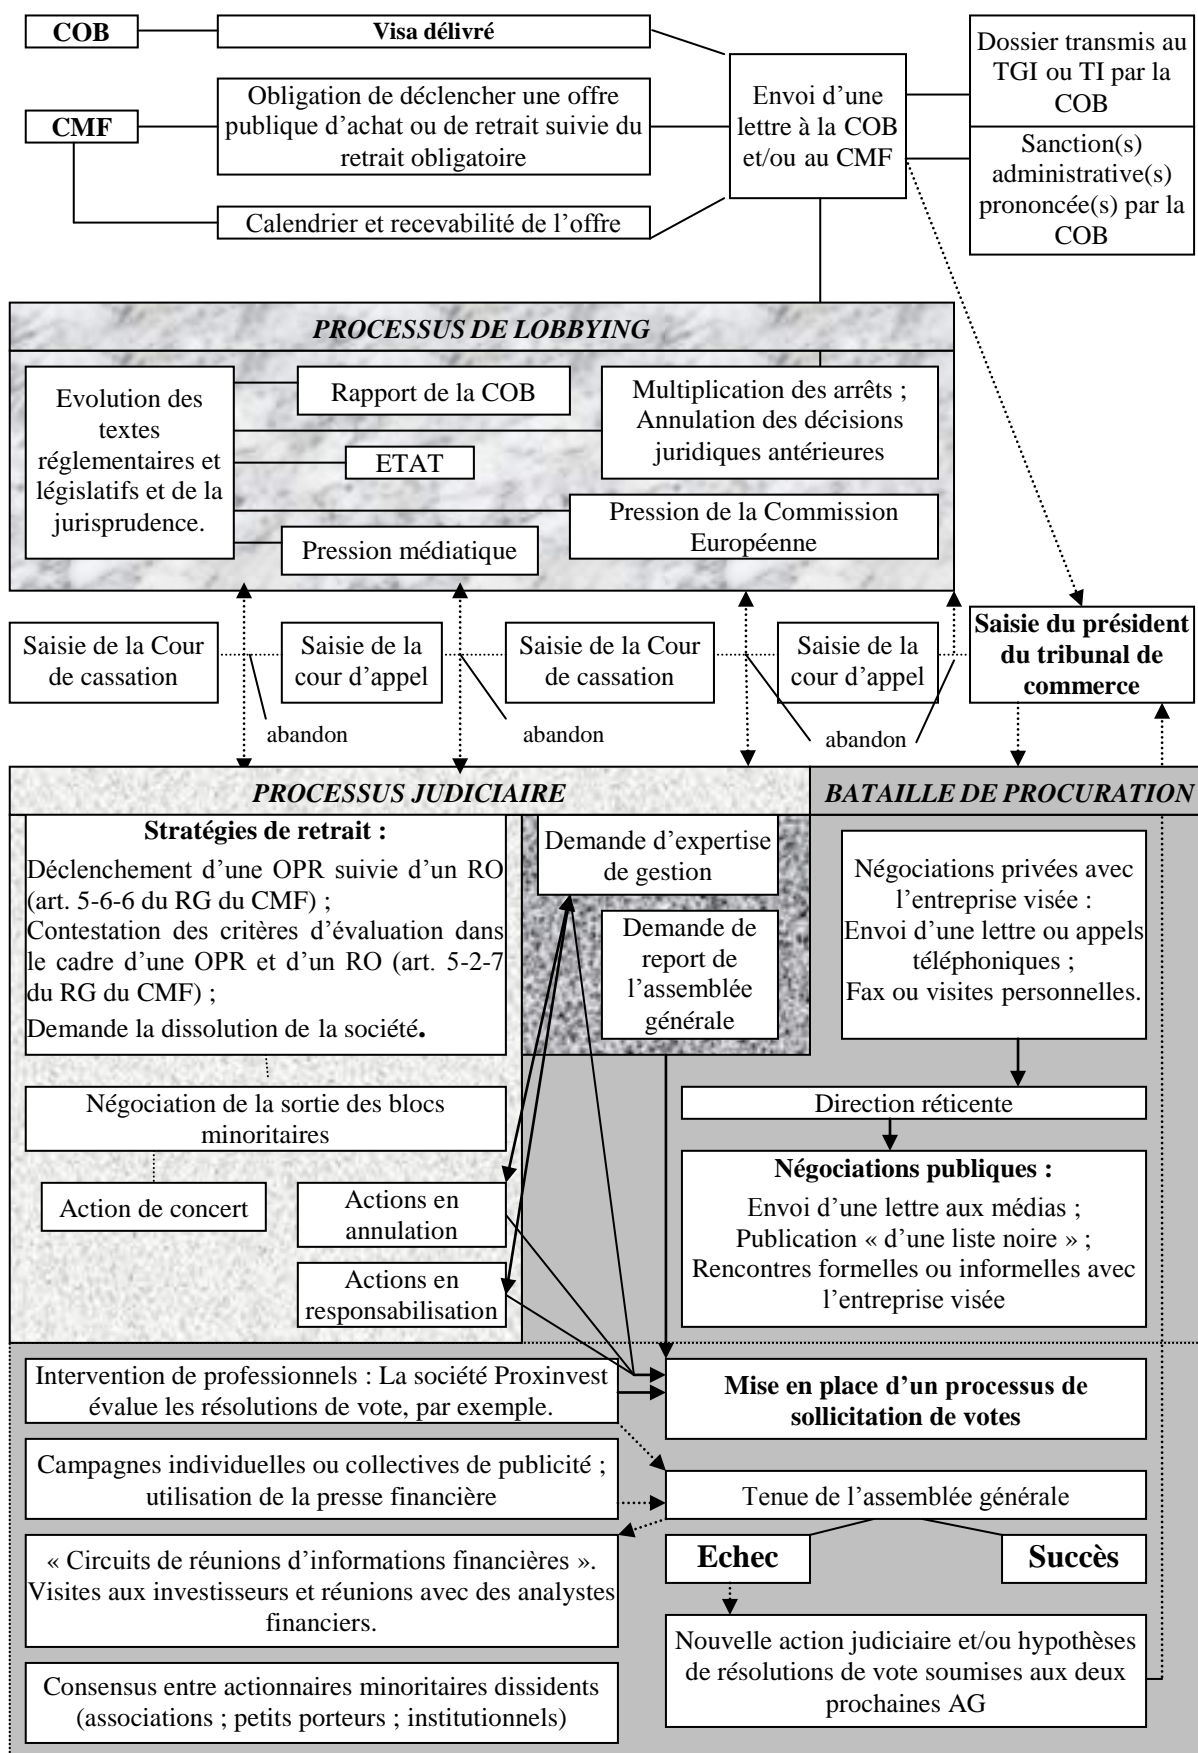 COB
Visa délivré
CMF
Obligation de déclencher une offre
publique d'achat ou de retrait suivie du
retrait obligatoire
Calendrier et recevabilité de l'offre
Envoi d'une
lettre à la COB
et/ou au CMF
Dossier transmis au
TGI ou TI par la
COB
Sanction(s)
administrative(s)
prononcée(s) par la
COB
PROCESSUS DE LOBBYING
Evolution des
textes
réglementaires et
législatifs et de la
jurisprudence.
Rapport de la COB
ETAT
Pression médiatique
Multiplication des arrêts ;
Annulation des décisions
juridiques antérieures
Pression de la Commission
Européenne
Saisie de la Cour
de cassation
Saisie de la
cour d'appel
Saisie de la Cour
de cassation
Saisie de la
cour d'appel
Saisie du président
du tribunal de
commerce
abandon
abandon
abandon
PROCESSUS JUDICIAIRE
Stratégies de retrait :
Déclenchement d'une OPR suivie d'un RO
(art. 5-6-6 du RG du CMF) ;
Contestation des critères d'évaluation dans
le cadre d'une OPR et d'un RO (art. 5-2-7
du RG du CMF) ;
Demande la dissolution de la société.
Négociation de la sortie des blocs
minoritaires
Action de concert
Actions en
annulation
Actions en
responsabilisation
Demande d'expertise
de gestion
Demande de
report de
l'assemblée
générale
BATAILLE DE PROCURATION
Négociations privées avec
l'entreprise visée :
Envoi d'une lettre ou appels
téléphoniques ;
Fax ou visites personnelles.
Direction réticente
Négociations publiques :
Envoi d'une lettre aux médias ;
Publication « d'une liste noire » ;
Rencontres formelles ou informelles avec
l'entreprise visée
Intervention de professionnels : La société Proxinvest
évalue les résolutions de vote, par exemple.
Mise en place d'un processus de
sollicitation de votes
Campagnes individuelles ou collectives de publicité ;
utilisation de la presse financière
Tenue de l'assemblée générale
« Circuits de réunions d'informations financières ».
Visites aux investisseurs et réunions avec des analystes
financiers.
Echec
Succès
Consensus entre actionnaires minoritaires dissidents
(associations ; petits porteurs ; institutionnels)
Nouvelle action judiciaire et/ou hypothèses
de résolutions de vote soumises aux deux
prochaines AG